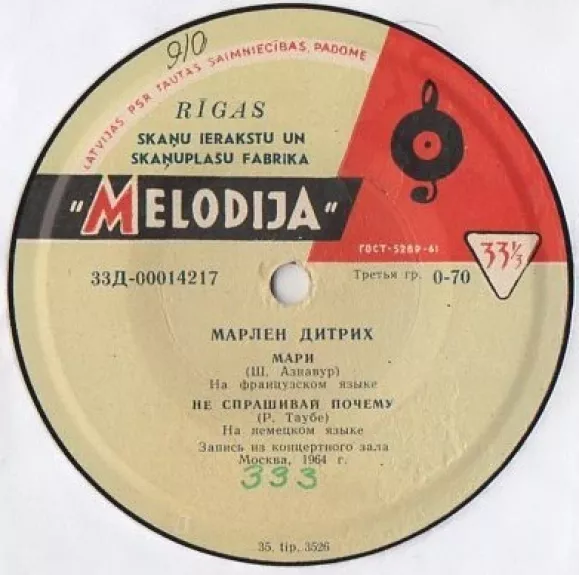 9/0
LATVIJAS PSR TAUTAS SAIMNIECĪBAS PADOME
RĪGAS
SKAŅU IERAKSTU UN
SKAŅUPLAŠU FABRIKA
"MELODIJA"
ГОСТ-5289-61
33⅓
33Д-00014217
Третья гр. 0-70
МАРЛЕН ДИТРИХ
МАРИ
(Ш. Азнавур)
На французском языке
НЕ СПРАШИВАЙ ПОЧЕМУ
(Р. Таубе)
На немецком языке
Запись из концертного зала
Москва, 1964 г.
333
35. tip. 3526